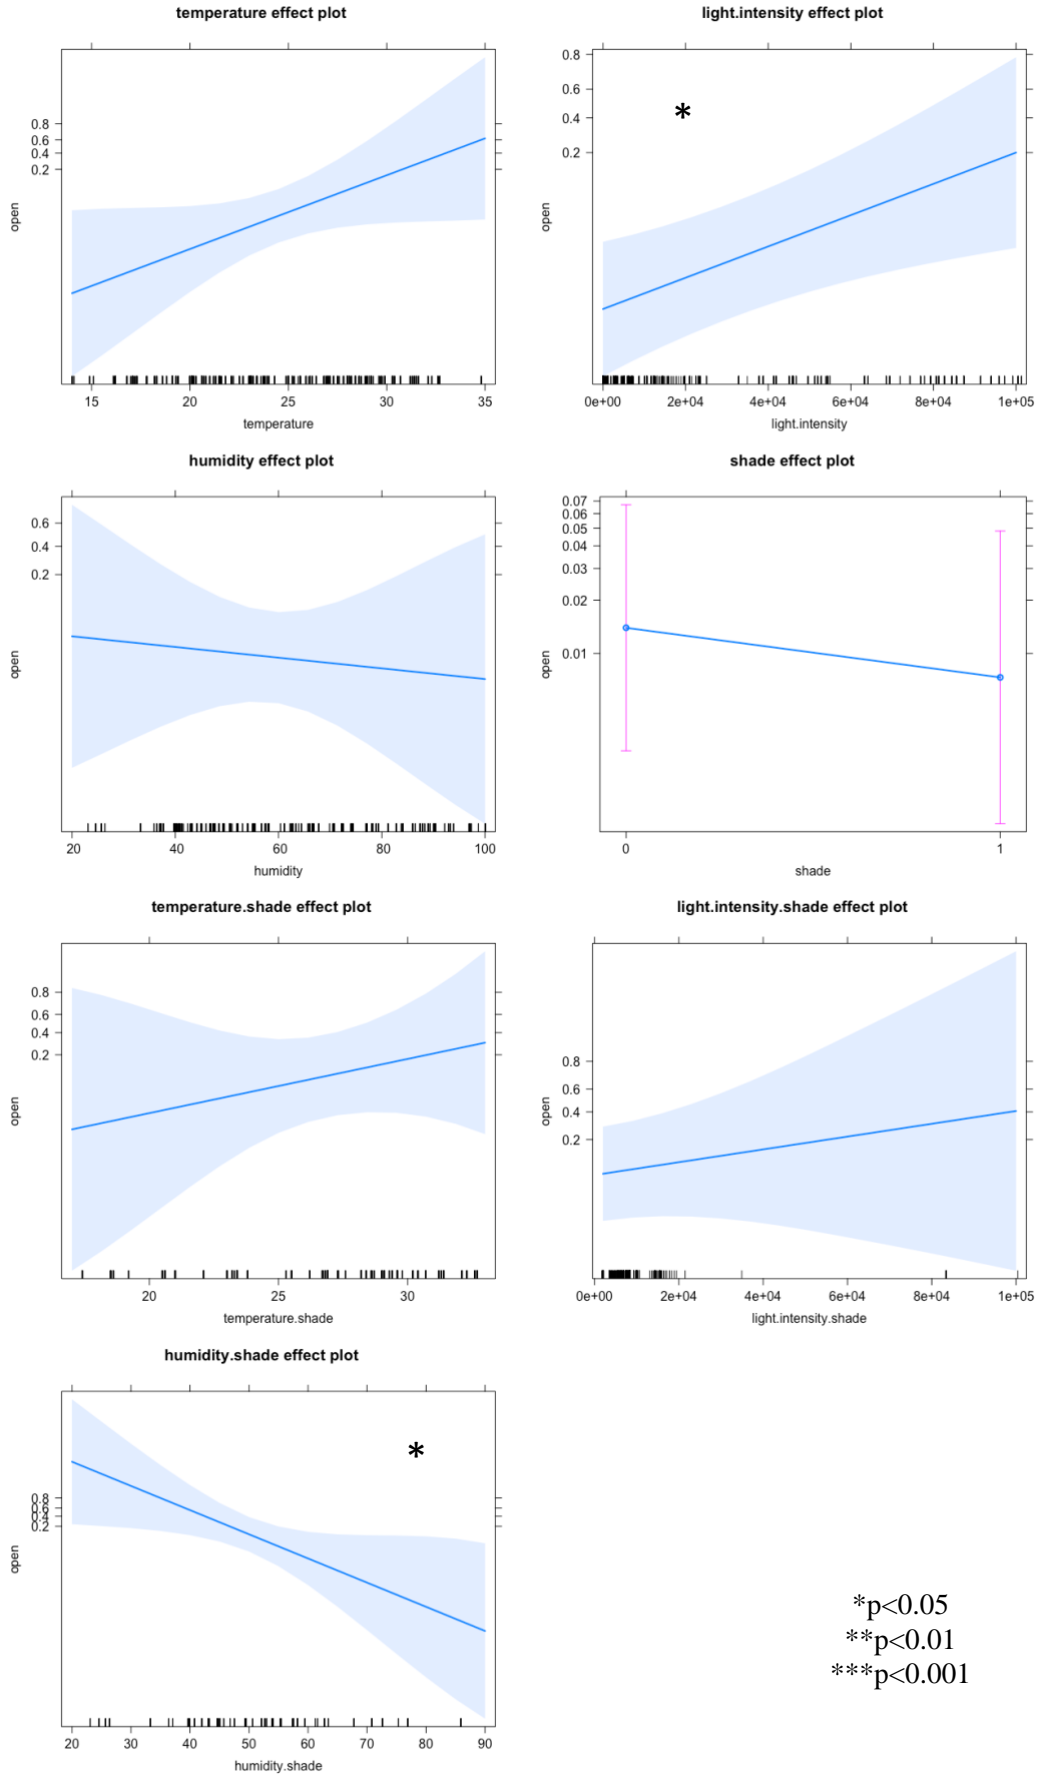 temperature effect plot
open
0.8
0.6
0.4
0.2
15 20 25 30 35
temperature
light.intensity effect plot
*
open
0.8
0.6
0.4
0.2
0e+00 2e+04 4e+04 6e+04 8e+04 1e+05
light.intensity
humidity effect plot
open
0.6
0.4
0.2
20 40 60 80 100
humidity
shade effect plot
open
0.07
0.06
0.05
0.04
0.03
0.02
0.01
0 1
shade
temperature.shade effect plot
open
0.8
0.6
0.4
0.2
20 25 30
temperature.shade
light.intensity.shade effect plot
open
0.8
0.6
0.4
0.2
0e+00 2e+04 4e+04 6e+04 8e+04 1e+05
light.intensity.shade
humidity.shade effect plot
*
open
0.8
0.6
0.4
0.2
20 30 40 50 60 70 80 90
humidity.shade
*p<0.05
**p<0.01
***p<0.001